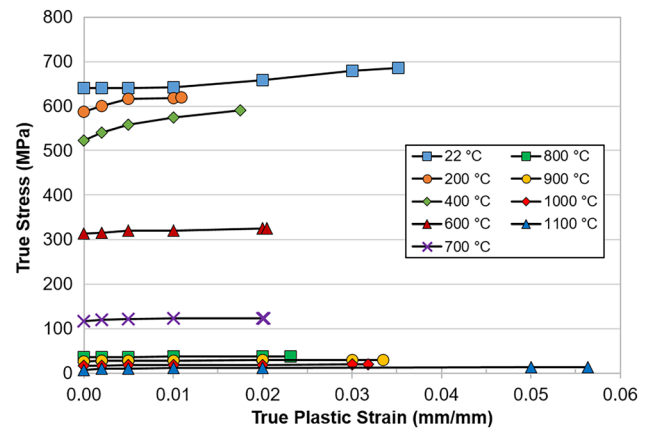 800
700
600
500
400
300
200
100
0
True Stress (MPa)
22 °C
800 °C
200 °C
900 °C
400 °C
1000 °C
600 °C
1100 °C
700 °C
0.00 0.01 0.02 0.03 0.04 0.05 0.06
True Plastic Strain (mm/mm)